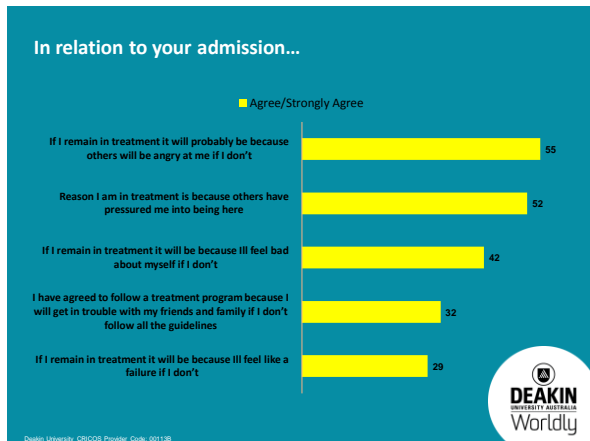 In relation to your admission…
Agree/Strongly Agree
If I remain in treatment it will probably be because
others will be angry at me if I don't
55
Reason I am in treatment is because others have
pressured me into being here
52
If I remain in treatment it will be because Ill feel bad
about myself if I don't
42
I have agreed to follow a treatment program because I
will get in trouble with my friends and family if I don't
follow all the guidelines
32
If I remain in treatment it will be because Ill feel like a
failure if I don't
29
DEAKIN
UNIVERSITY AUSTRALIA
Worldly
Deakin University CRICOS Provider Code: 00113B